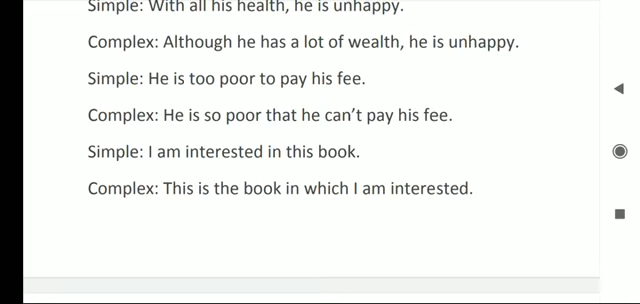 Simple: With all his health, he is unhappy.
Complex: Although he has a lot of wealth, he is unhappy.
Simple: He is too poor to pay his fee.
Complex: He is so poor that he can't pay his fee.
Simple: I am interested in this book.
Complex: This is the book in which I am interested.